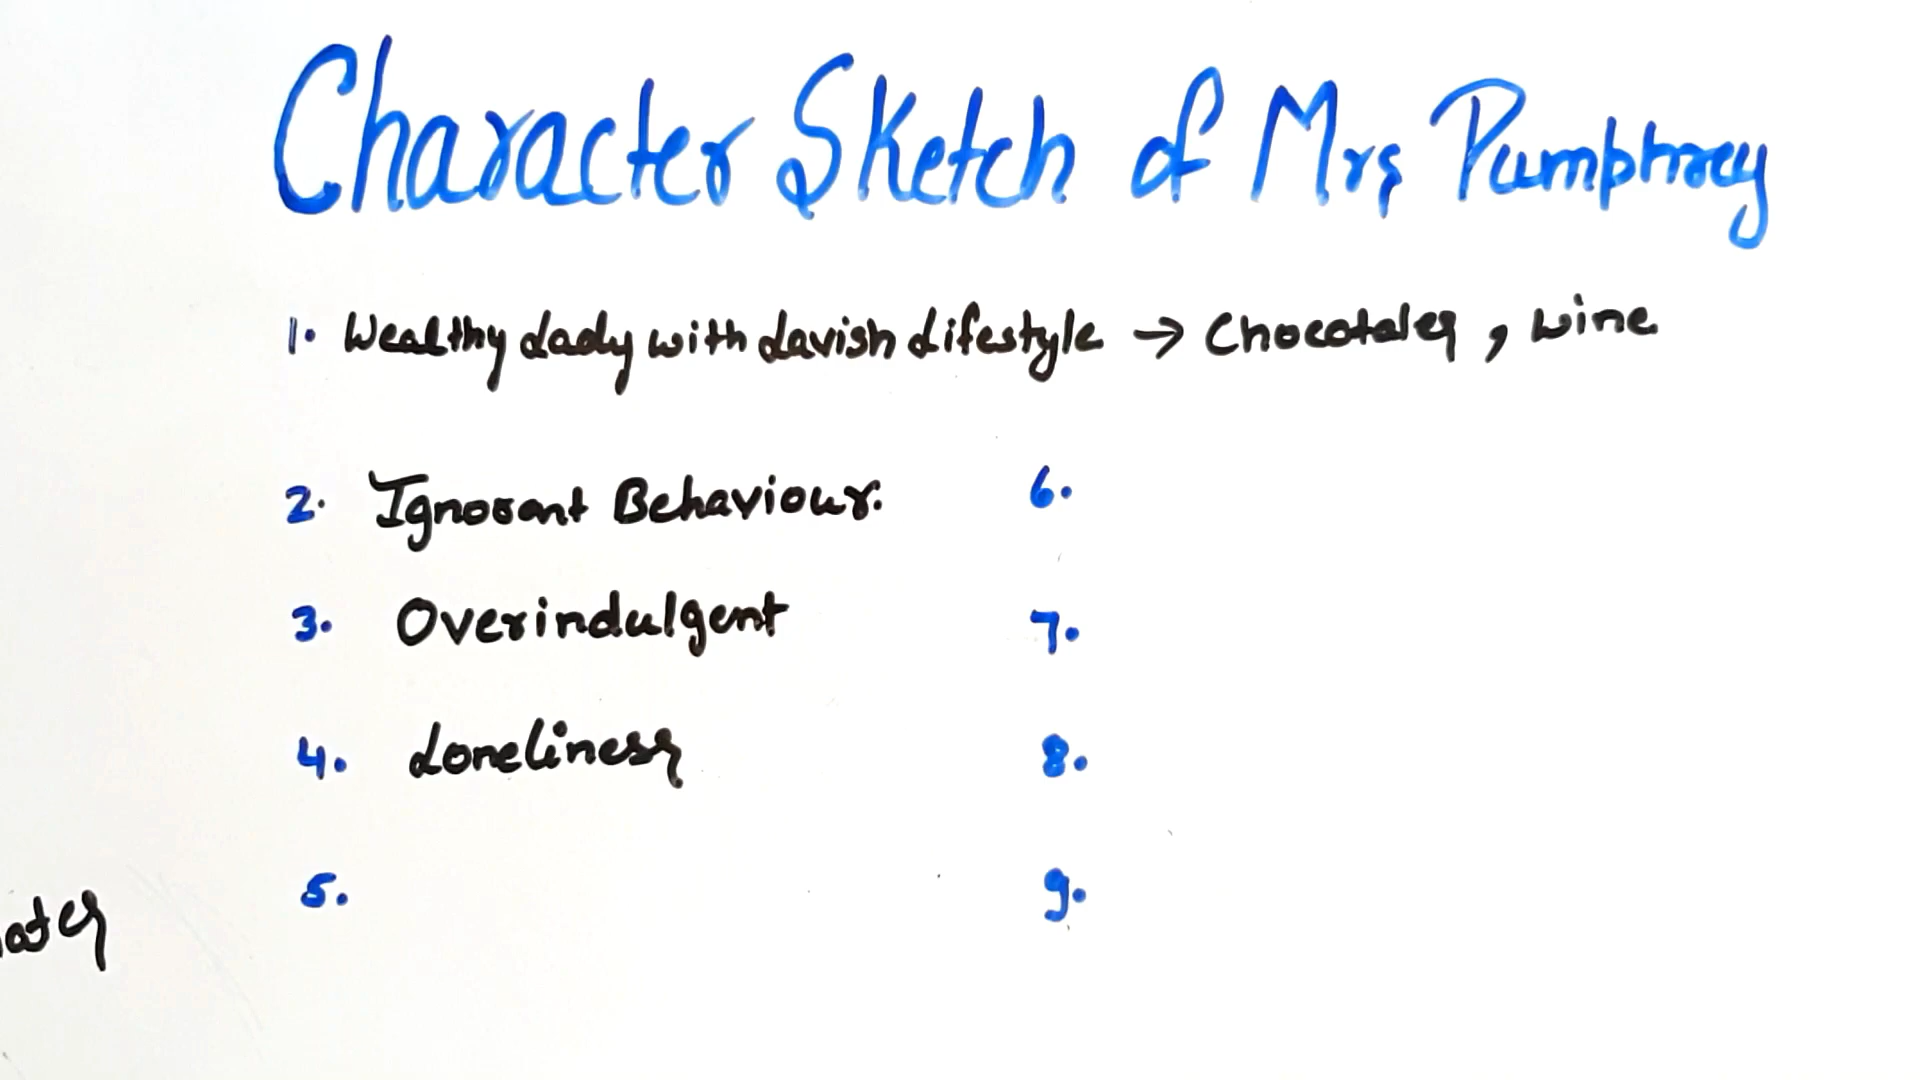 Character Sketch of Mrs Pumphrey
1. Wealthy Lady with Lavish Lifestyle → Chocotales, wine
2. Ignorant Behaviour.
6.
3. Overindulgent
7.
4. Loneliness
8.
5.
9.